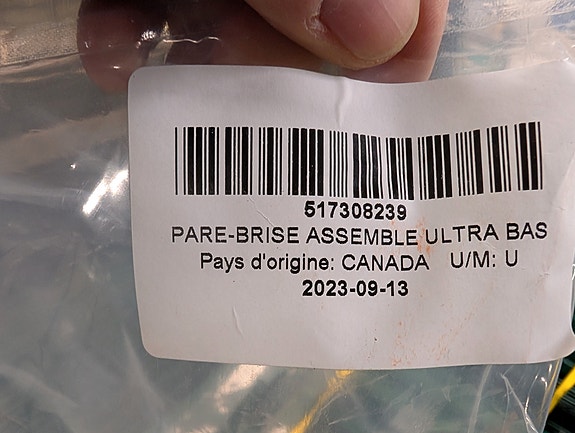 517308239
PARE-BRISE ASSEMBLE ULTRA BAS
Pays d'origine: CANADA U/M: U
2023-09-13